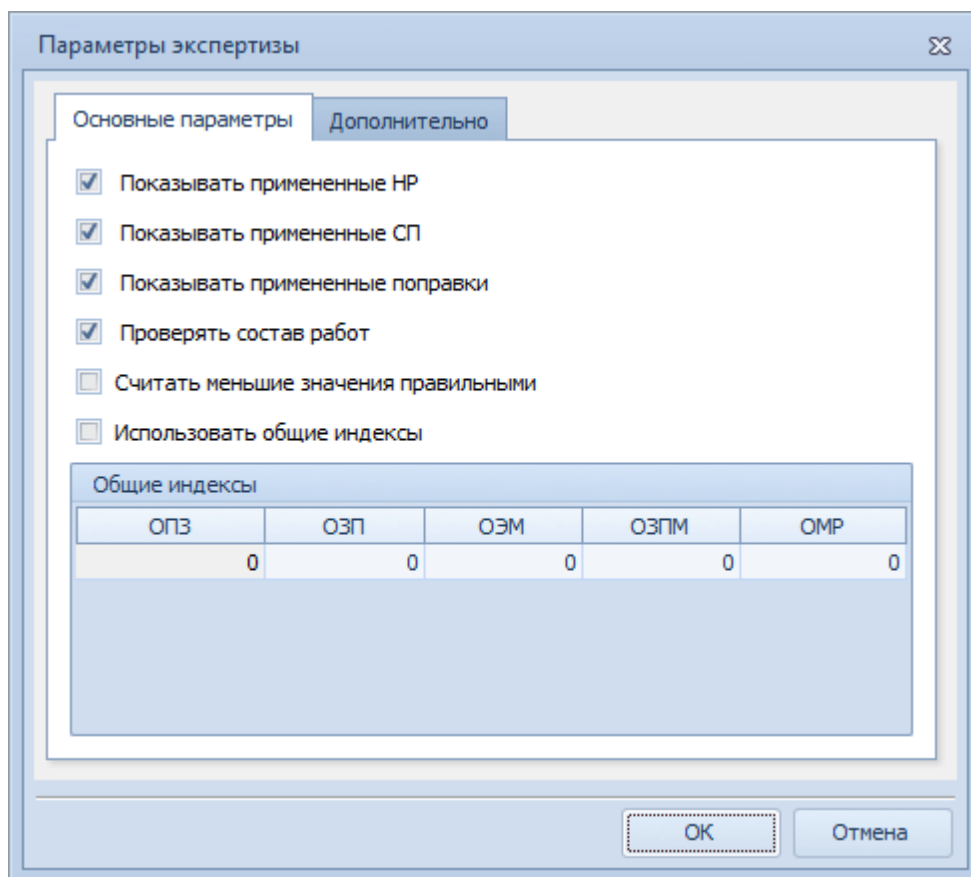 Параметры экспертизы
Основные параметры Дополнительно
Показывать примененные НР
Показывать примененные СП
Показывать примененные поправки
Проверять состав работ
Считать меньшие значения правильными
Использовать общие индексы
Общие индексы
ОПЗ ОЗП ОЭМ ОЗПМ ОМР
0 0 0 0 0
ОК Отмена